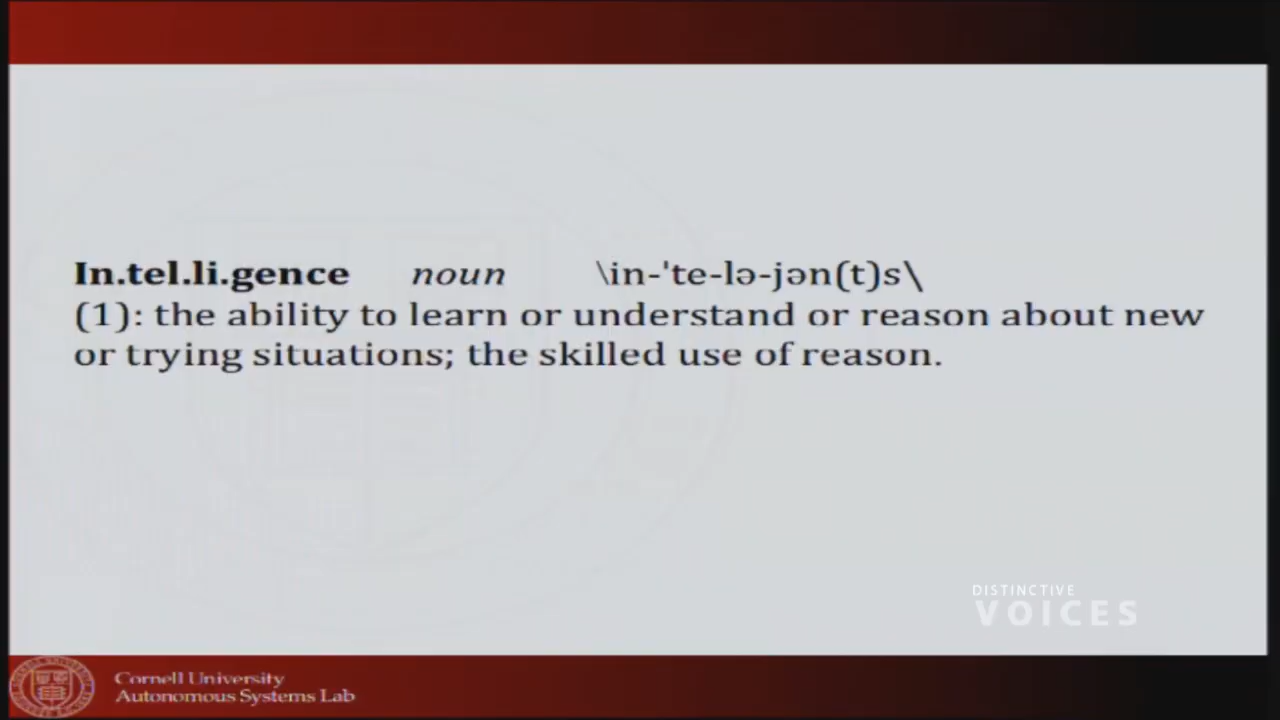 In.tel.li.gence noun \in-ˈte-lə-jən(t)s\
(1): the ability to learn or understand or reason about new
or trying situations; the skilled use of reason.
DISTINCTIVE
VOICES
Cornell University
Autonomous Systems Lab